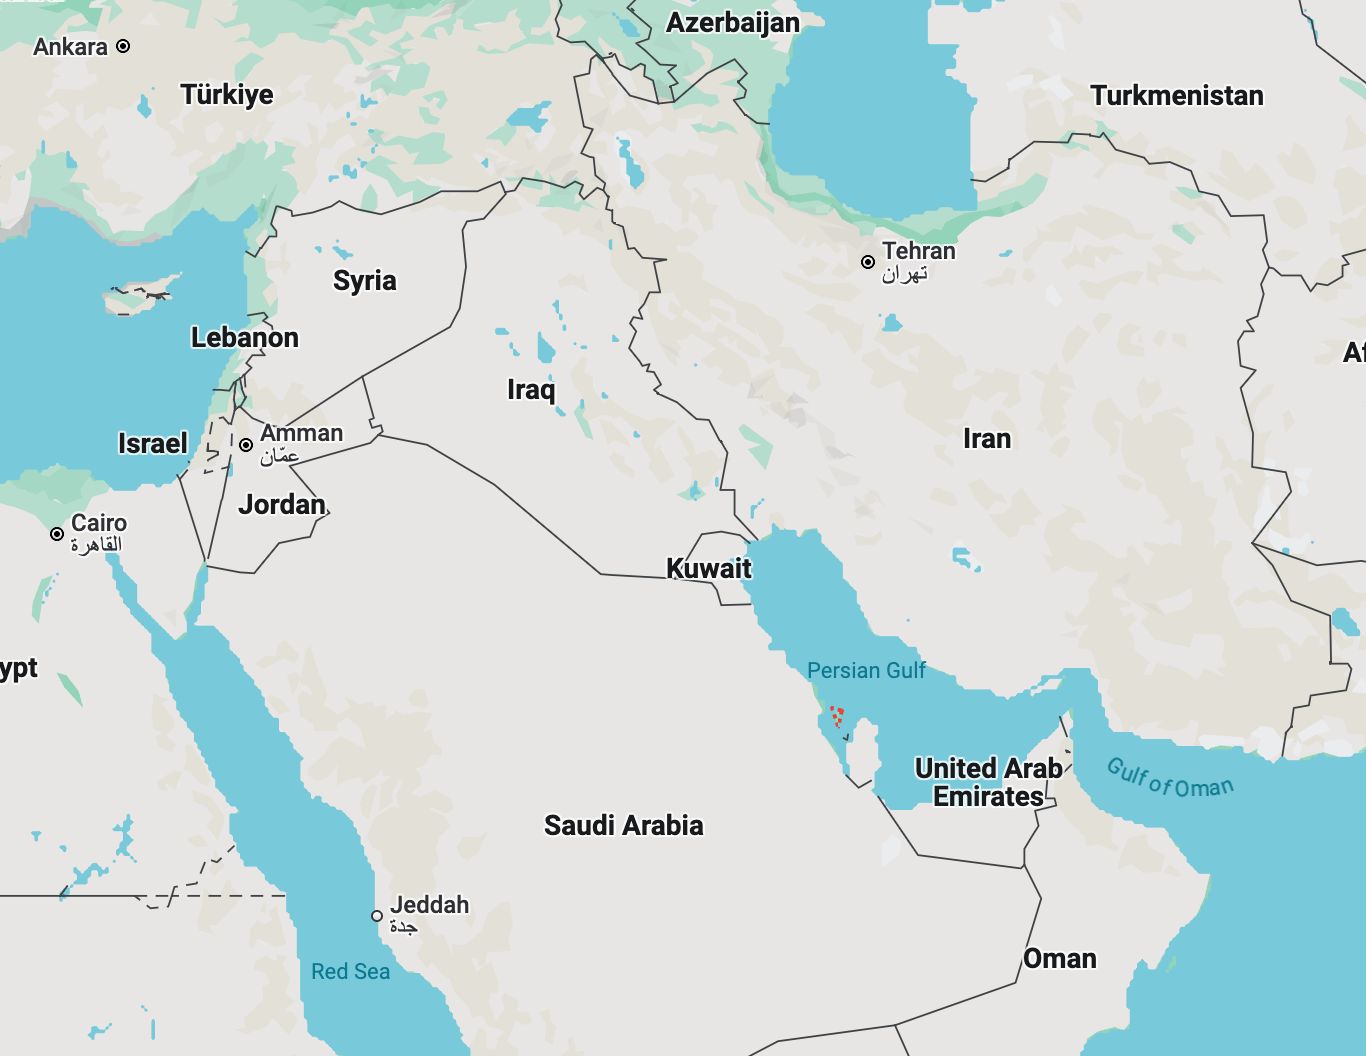 Azerbaijan
Ankara
Türkiye
Turkmenistan
Tehran
تهران
Syria
Lebanon
Af
Iraq
Iran
Israel
Amman
عمّان
Jordan
Cairo
القاهرة
Kuwait
ypt
Persian Gulf
United Arab
Emirates
Gulf of Oman
Saudi Arabia
Jeddah
جدة
Oman
Red Sea